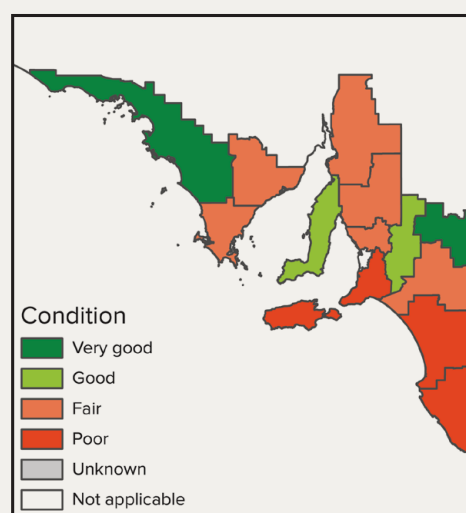 Condition
Very good
Good
Fair
Poor
Unknown
Not applicable